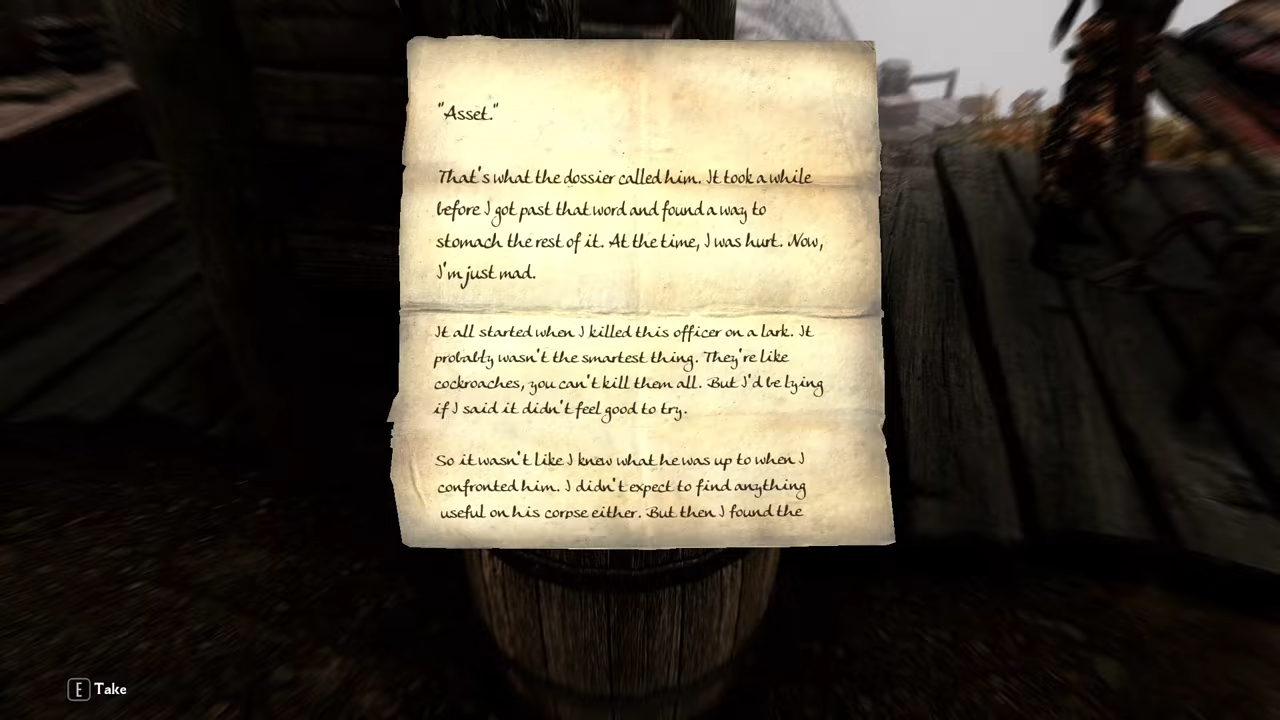 "Asset."
That's what the dossier called him. It took a while
before I got past that word and found a way to
stomach the rest of it. At the time, I was hurt. Now,
I'm just mad.
It all started when I killed this officer on a lark. It
probably wasn't the smartest thing. They're like
cockroaches, you can't kill them all. But I'd be lying
if I said it didn't feel good to try.
So it wasn't like I knew what he was up to when I
confronted him. I didn't expect to find anything
useful on his corpse either. But then I found the
E Take